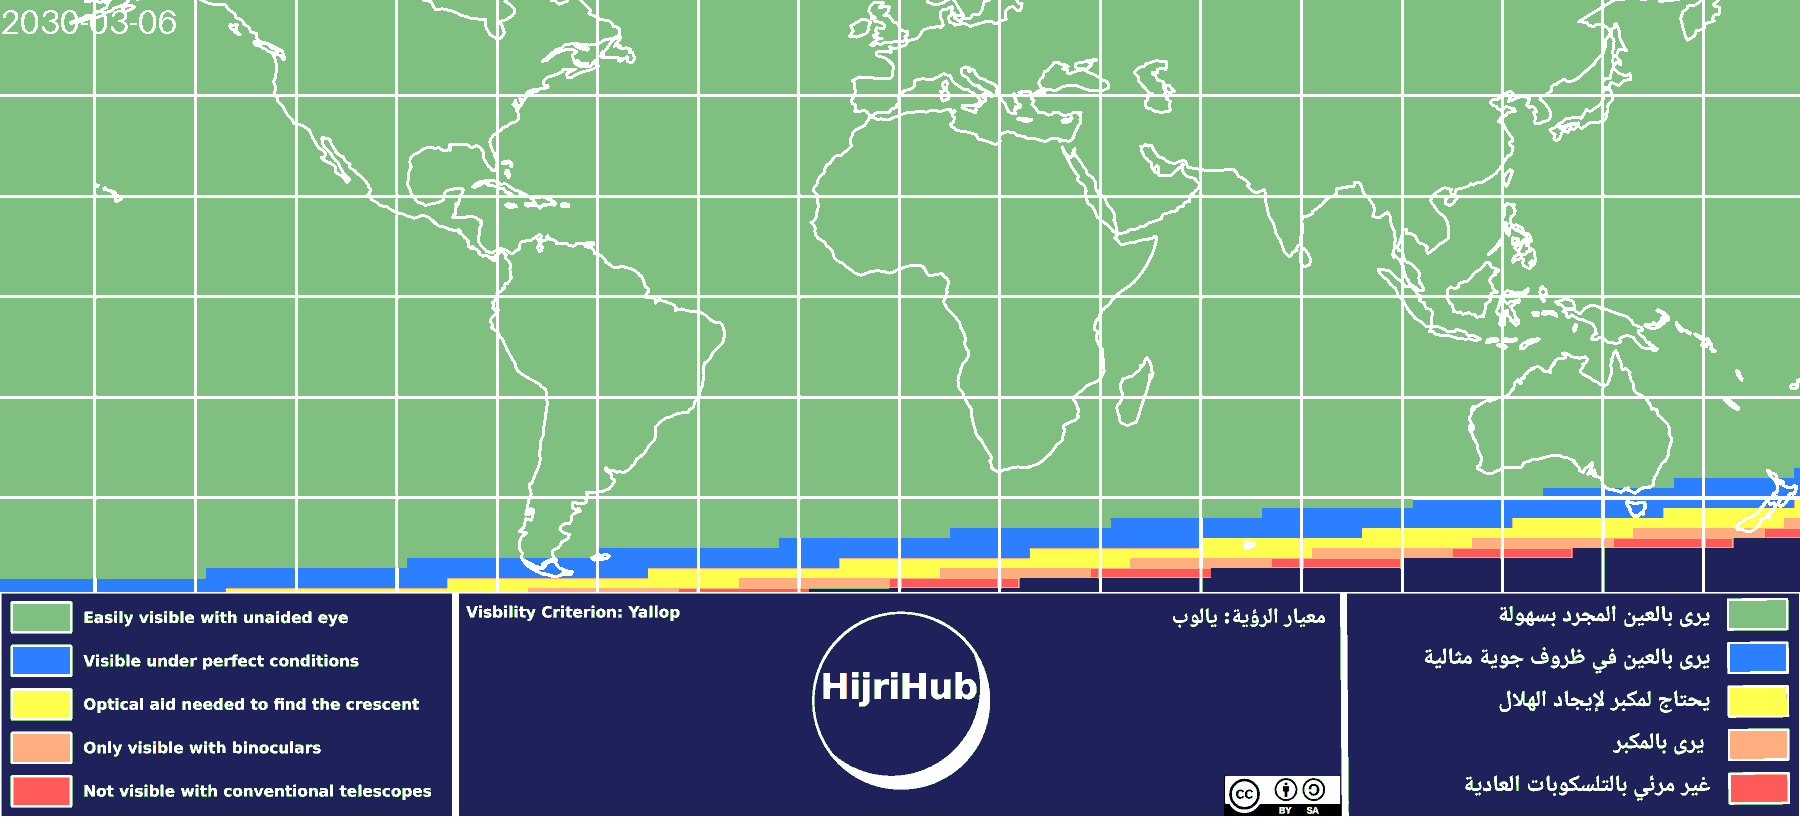 2030-03-06
Easily visible with unaided eye
Visible under perfect conditions
Optical aid needed to find the crescent
Only visible with binoculars
Not visible with conventional telescopes
Visbility Criterion: Yallop
معيار الرؤية: يالوب
HijriHub
cc
BY SA
يرى بالعين المجرد بسهولة
يرى بالعين في ظروف جوية مثالية
يحتاج لمكبر لإيجاد الهلال
يرى بالمكبر
غير مرئي بالتلسكوبات العادية